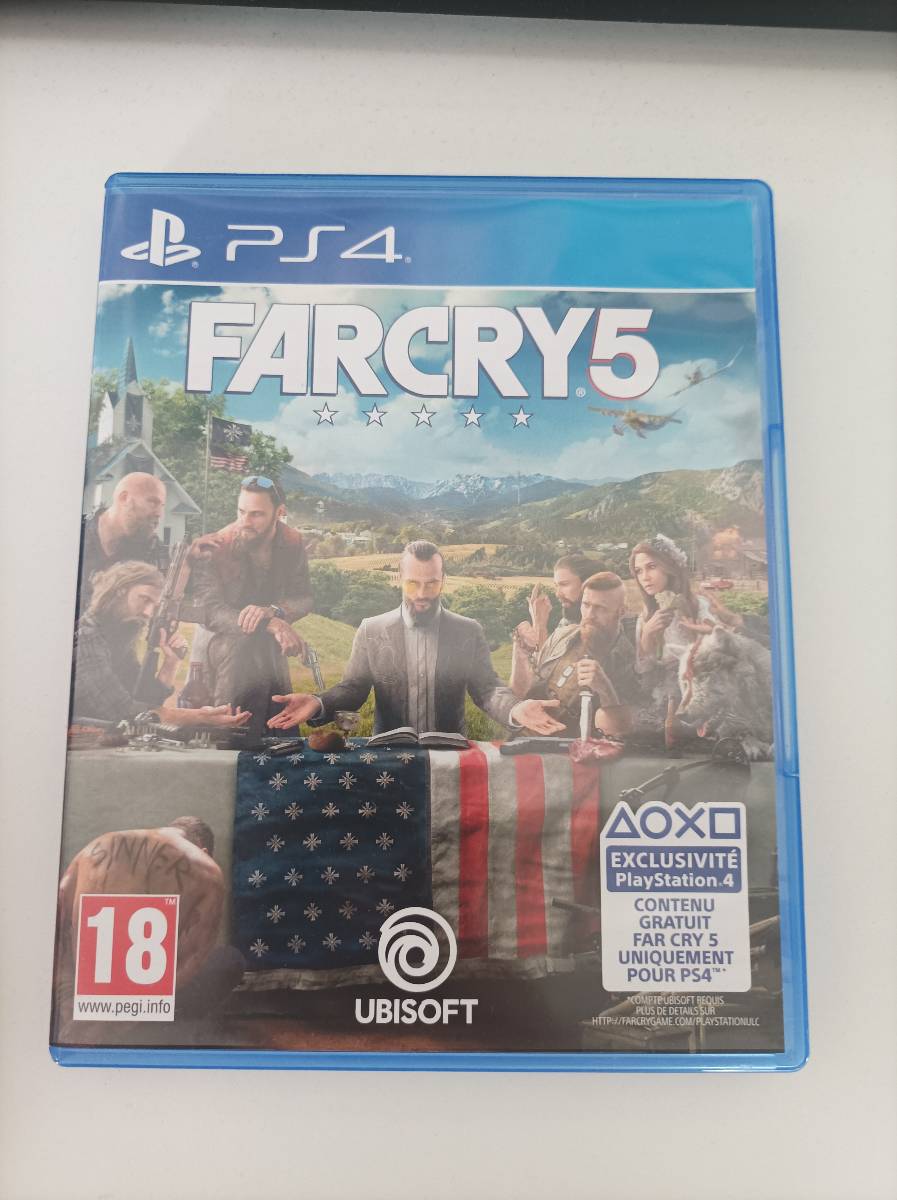 PS4
FARCRY5
SINNER
EXCLUSIVITÉ
PlayStation®4
CONTENU
GRATUIT
FAR CRY 5
UNIQUEMENT
POUR PS4™*
*COMPTE UBISOFT REQUIS
PLUS DE DETAILS SUR
HTTP://FARCRYGAME.COM/PLAYSTATIONULC
18™
www.pegi.info
UBISOFT